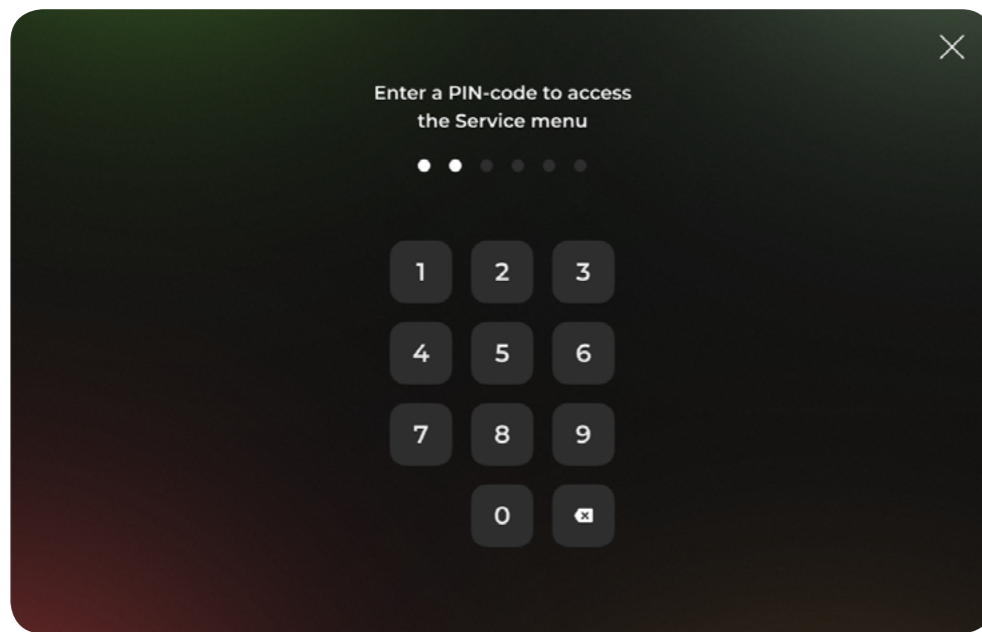 Enter a PIN-code to access
the Service menu
1 2 3
4 5 6
7 8 9
0